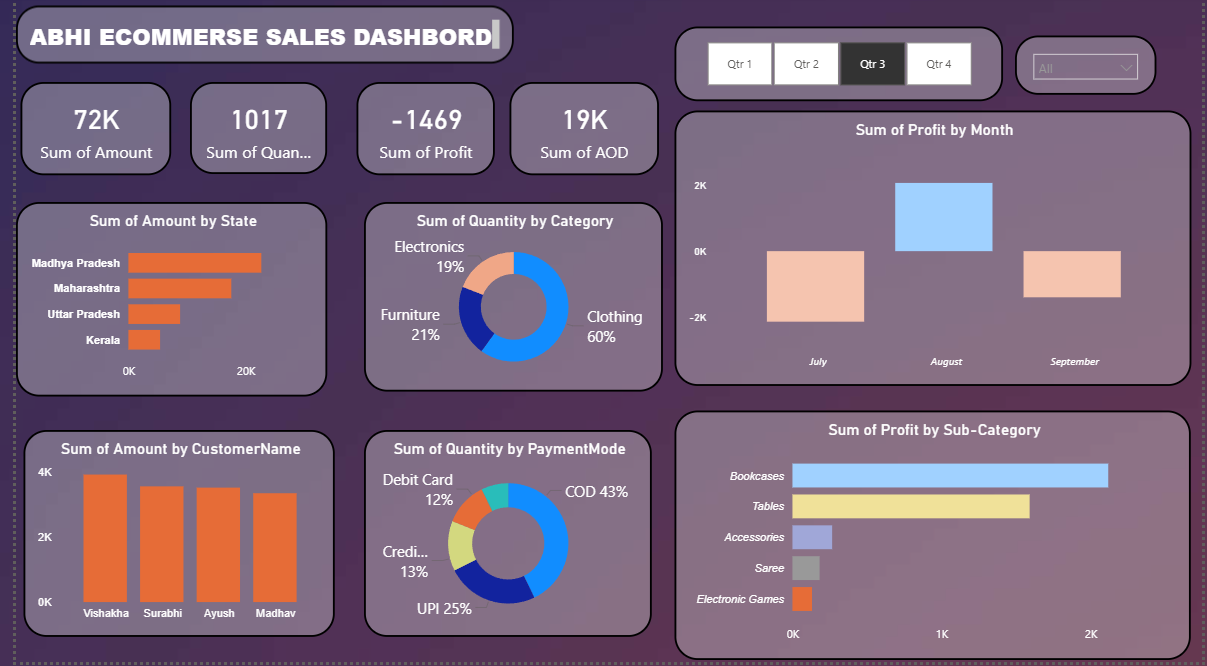 ABHI ECOMMERSE SALES DASHBORD
Qtr 1
Qtr 2
Qtr 3
Qtr 4
All
72K
Sum of Amount
1017
Sum of Quan...
-1469
Sum of Profit
19K
Sum of AOD
Sum of Profit by Month
2K
0K
-2K
July
August
September
Sum of Amount by State
Madhya Pradesh
Maharashtra
Uttar Pradesh
Kerala
0K
20K
Sum of Quantity by Category
Electronics
19%
Furniture
21%
Clothing
60%
Sum of Amount by CustomerName
4K
2K
0K
Vishakha
Surabhi
Ayush
Madhav
Sum of Quantity by PaymentMode
Debit Card
12%
COD 43%
Credi...
13%
UPI 25%
Sum of Profit by Sub-Category
Bookcases
Tables
Accessories
Saree
Electronic Games
0K
1K
2K